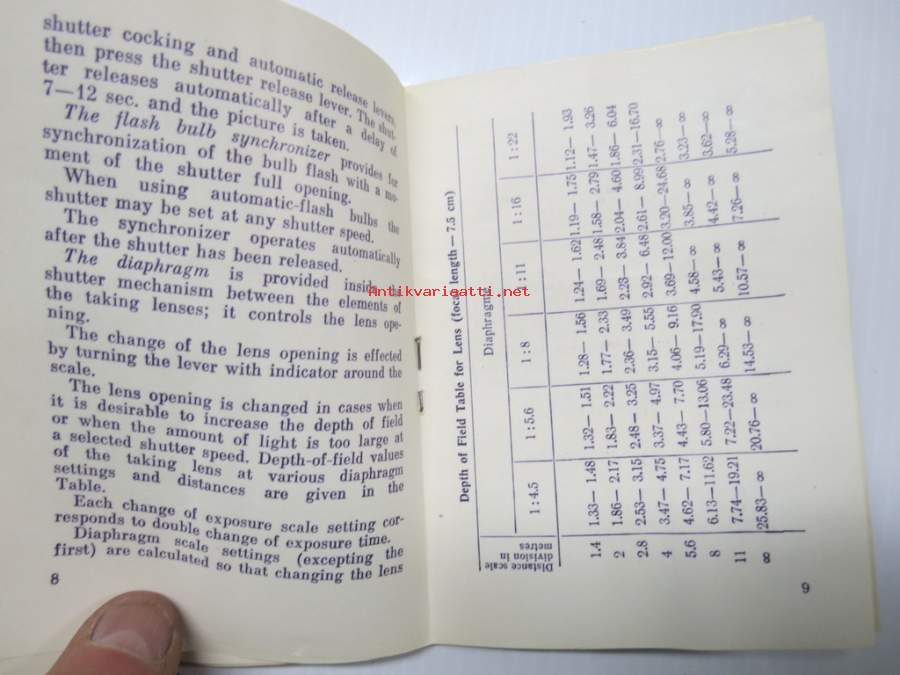 shutter cocking and automatic release levers,
then press the shutter release lever. The shut-
ter releases automatically after a delay of
7—12 sec. and the picture is taken.
The flash bulb synchronizer provides for
synchronization of the bulb flash with a mo-
ment of the shutter full opening.
When using automatic-flash bulbs the
shutter may be set at any shutter speed.
The synchronizer operates automatically
after the shutter has been released.
The diaphragm is provided inside
shutter mechanism between the elements of
the taking lenses; it controls the lens ope-
ning.
The change of the lens opening is effected
by turning the lever with indicator around the
scale.
The lens opening is changed in cases when
it is desirable to increase the depth of field
or when the amount of light is too large at
a selected shutter speed. Depth-of-field values
of the taking lens at various diaphragm
settings and distances are given in the
Table.
Each change of exposure scale setting cor-
responds to double change of exposure time.
Diaphragm scale settings (excepting the
first) are calculated so that changing the lens
8
Antikvariaatti.net
Depth of Field Table for Lens (focal length — 7.5 cm)
Distance scale division in metres
Diaphragm
1:4.5 1:5.6 1:8 1:11 1:16 1:22
1.4 1.33— 1.48 1.32— 1.51 1.28— 1.56 1.24— 1.62 1.19— 1.75 1.12— 1.93
2 1.86— 2.17 1.83— 2.22 1.77— 2.33 1.69— 2.48 1.58— 2.79 1.47— 3.26
2.8 2.53— 3.15 2.48— 3.25 2.36— 3.49 2.23— 3.84 2.04— 4.60 1.86— 6.04
4 3.47— 4.75 3.37— 4.97 3.15— 5.55 2.92— 6.48 2.61— 8.99 2.31—16.70
5.6 4.62— 7.17 4.43— 7.70 4.06— 9.16 3.69—12.00 3.20—24.68 2.76—∞
8 6.13—11.62 5.80—13.06 5.19—17.90 4.58—∞ 3.85—∞ 3.23—∞
11 7.74—19.21 7.22—23.48 6.29—∞ 5.43—∞ 4.42—∞ 3.62—∞
∞ 25.83—∞ 20.76—∞ 14.53—∞ 10.57—∞ 7.26—∞ 5.28—∞
9